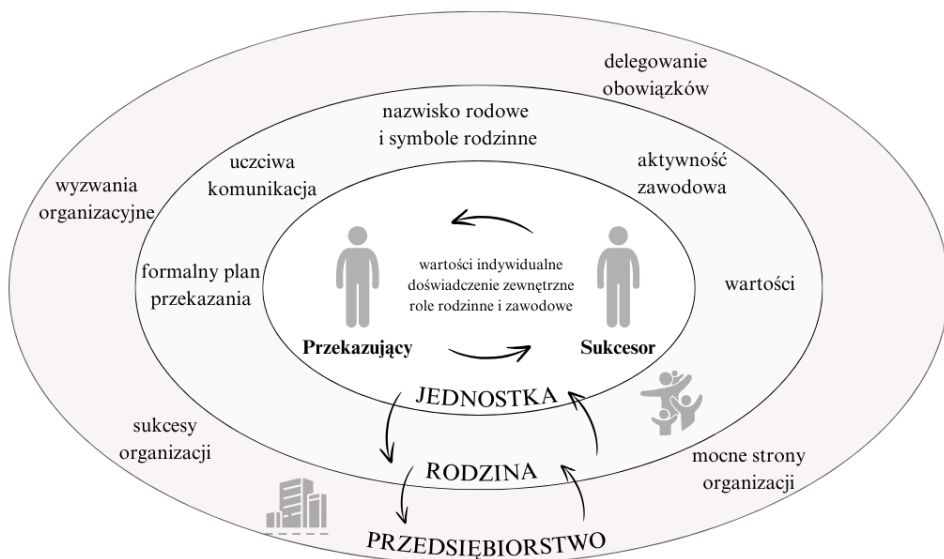 delegowanie
obowiązków
nazwisko rodowe
i symbole rodzinne
uczciwa
komunikacja
aktywność
zawodowa
wyzwania
organizacyjne
formalny plan
przekazania
wartości indywidualne
doświadczenie zewnętrzne
role rodzinne i zawodowe
wartości
Przekazujący
Sukcesor
JEDNOSTKA
sukcesy
organizacji
RODZINA
mocne strony
organizacji
PRZEDSIĘBIORSTWO